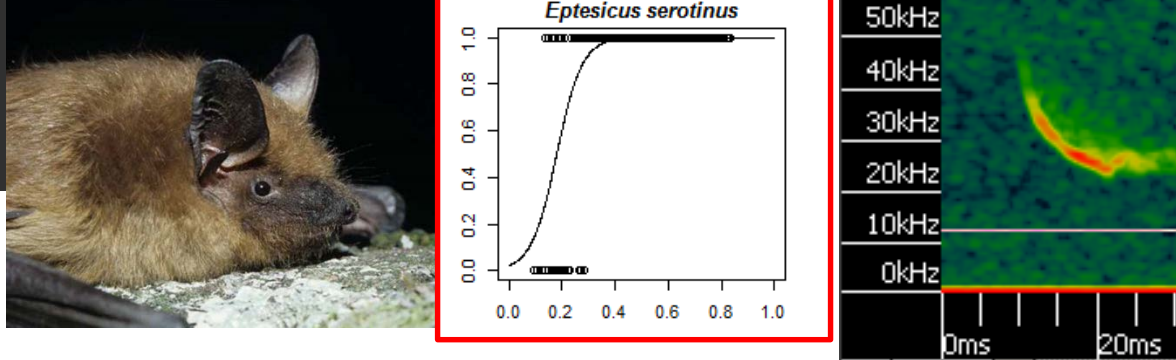 Eptesicus serotinus
1.0
0.8
0.6
0.4
0.2
0.0
0.0 0.2 0.4 0.6 0.8 1.0
50kHz
40kHz
30kHz
20kHz
10kHz
0kHz
0ms 20ms